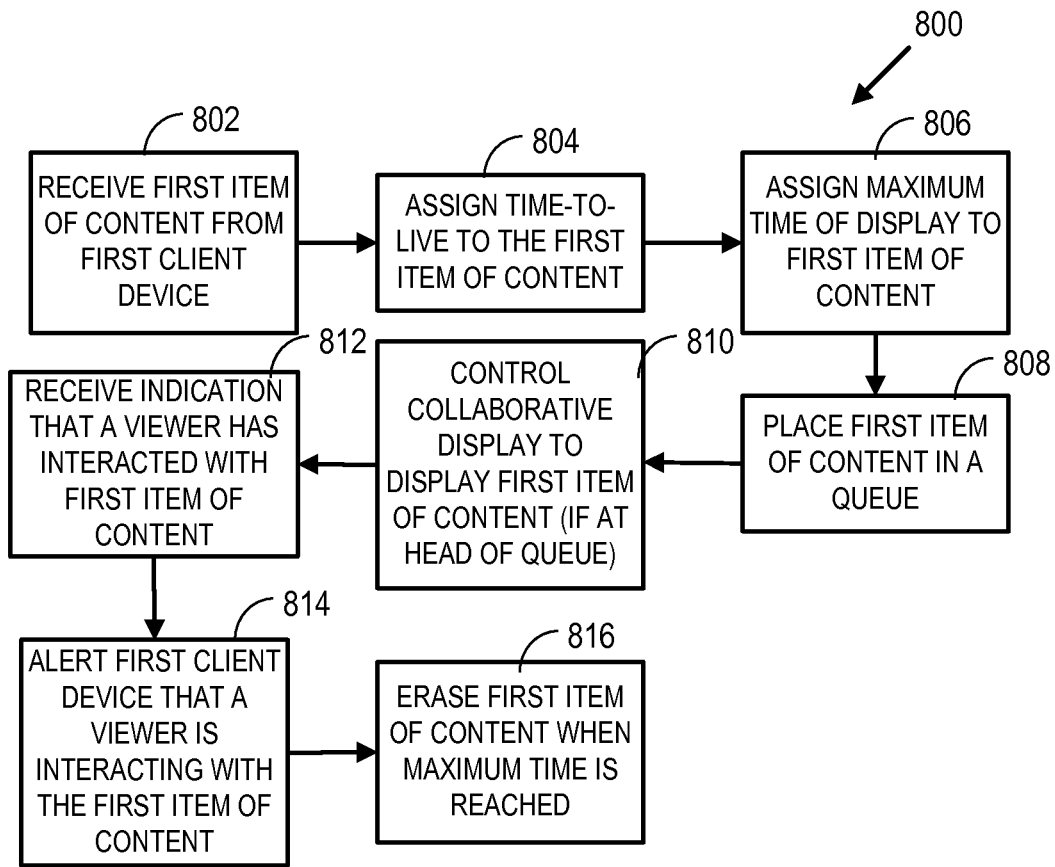 800
802
RECEIVE FIRST ITEM
OF CONTENT FROM
FIRST CLIENT
DEVICE
804
ASSIGN TIME-TO-
LIVE TO THE FIRST
ITEM OF CONTENT
806
ASSIGN MAXIMUM
TIME OF DISPLAY TO
FIRST ITEM OF
CONTENT
808
PLACE FIRST ITEM
OF CONTENT IN A
QUEUE
810
CONTROL
COLLABORATIVE
DISPLAY TO
DISPLAY FIRST ITEM
OF CONTENT (IF AT
HEAD OF QUEUE)
812
RECEIVE INDICATION
THAT A VIEWER HAS
INTERACTED WITH
FIRST ITEM OF
CONTENT
814
ALERT FIRST CLIENT
DEVICE THAT A
VIEWER IS
INTERACTING WITH
THE FIRST ITEM OF
CONTENT
816
ERASE FIRST ITEM
OF CONTENT WHEN
MAXIMUM TIME IS
REACHED